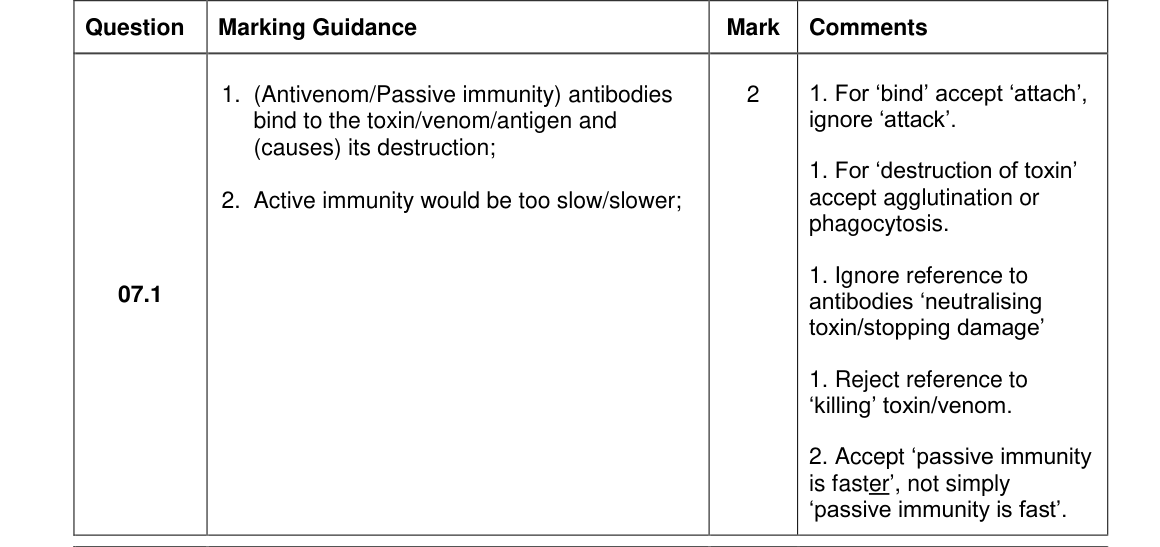 Question Marking Guidance Mark Comments
1. (Antivenom/Passive immunity) antibodies
bind to the toxin/venom/antigen and
(causes) its destruction;
2. Active immunity would be too slow/slower;
07.1
2
1. For ‘bind’ accept ‘attach’,
ignore ‘attack’.
1. For ‘destruction of toxin’
accept agglutination or
phagocytosis.
1. Ignore reference to
antibodies ‘neutralising
toxin/stopping damage’
1. Reject reference to
‘killing’ toxin/venom.
2. Accept ‘passive immunity
is faster’, not simply
‘passive immunity is fast’.